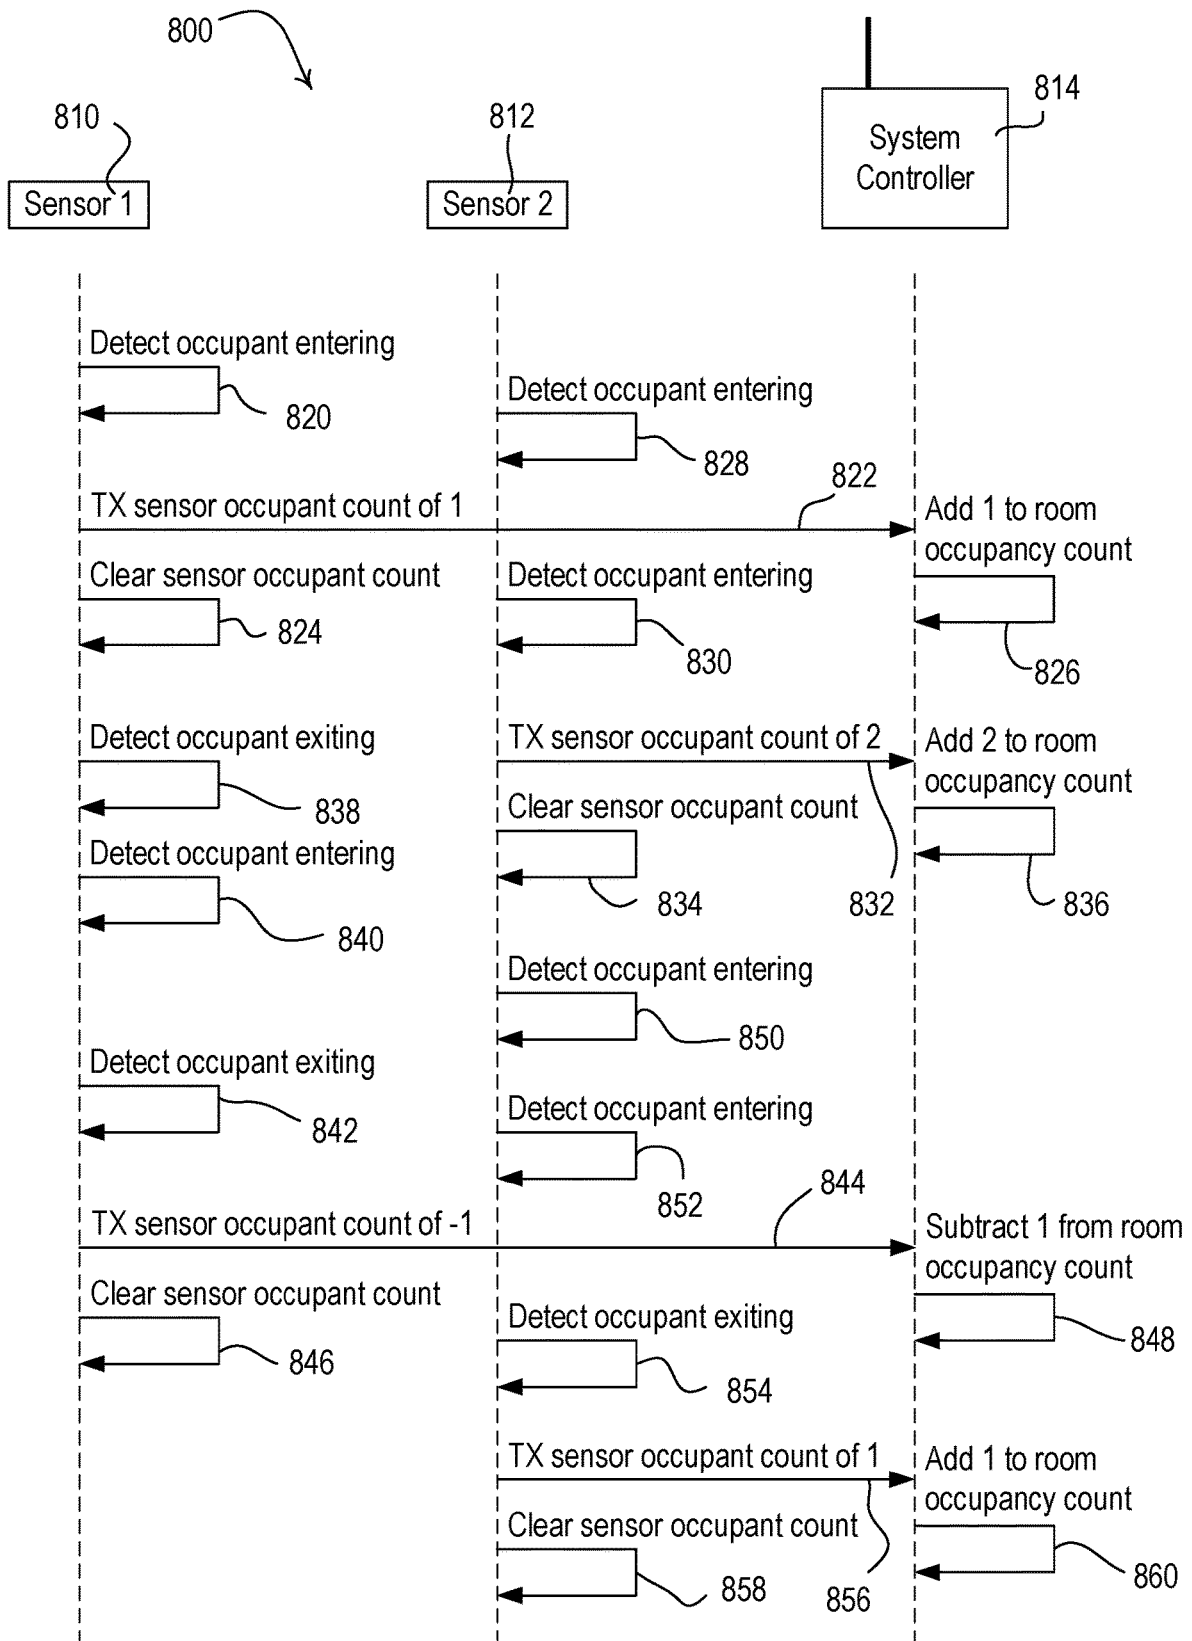 800
810
812
814
System
Controller
Sensor 1
Sensor 2
Detect occupant entering
820
Detect occupant entering
828
822
TX sensor occupant count of 1
Add 1 to room
occupancy count
Clear sensor occupant count
824
Detect occupant entering
830
826
Detect occupant exiting
838
TX sensor occupant count of 2
832
Add 2 to room
occupancy count
Clear sensor occupant count
834
836
Detect occupant entering
840
Detect occupant entering
850
Detect occupant exiting
842
Detect occupant entering
852
844
TX sensor occupant count of -1
Subtract 1 from room
occupancy count
Clear sensor occupant count
846
Detect occupant exiting
854
848
TX sensor occupant count of 1
856
Add 1 to room
occupancy count
Clear sensor occupant count
858
860